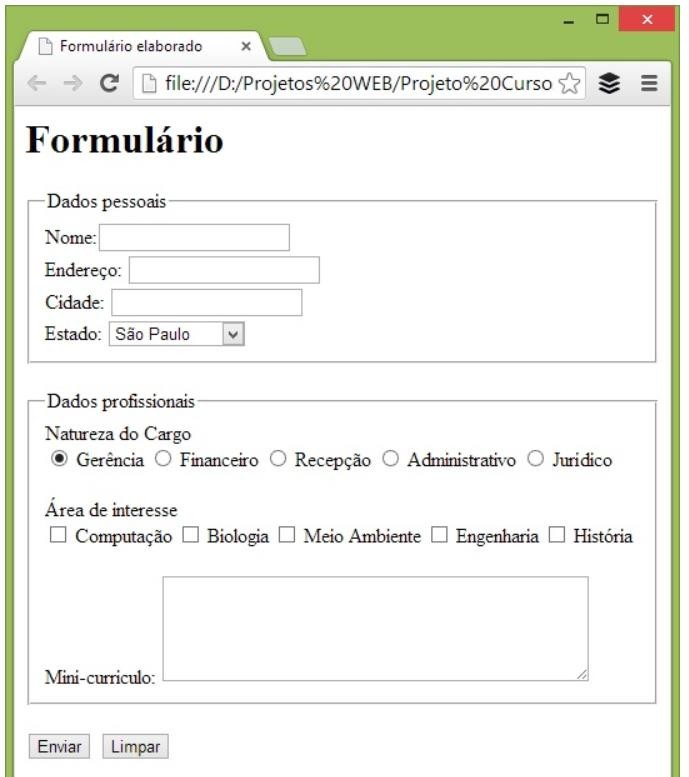 Formulário elaborado
file:///D:/Projetos%20WEB/Projeto%20Curso
Formulário
Dados pessoais
Nome:
Endereço:
Cidade:
Estado: São Paulo
Dados profissionais
Natureza do Cargo
Gerência Financeiro Recepção Administrativo Juridico
Área de interesse
Computação Biologia Meio Ambiente Engenharia História
Mini-curriculo:
Enviar Limpar